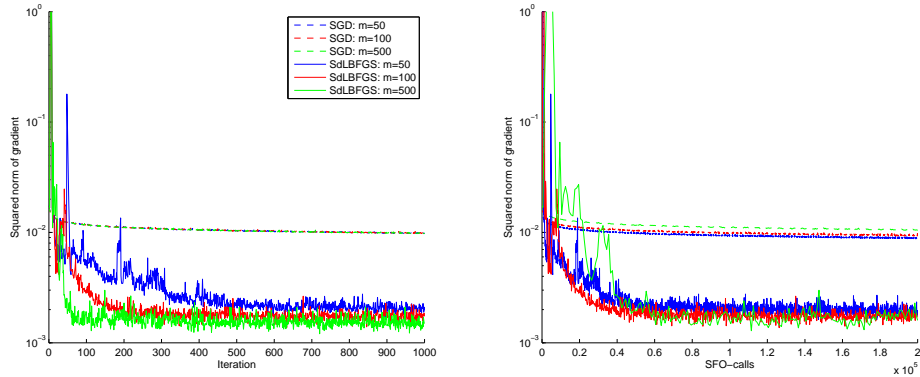 10^0
10^-1
10^-2
10^-3
Squared norm of gradient
0 100 200 300 400 500 600 700 800 900 1000
Iteration
SGD: m=50
SGD: m=100
SGD: m=500
SdLBFGS: m=50
SdLBFGS: m=100
SdLBFGS: m=500
10^0
10^-1
10^-2
10^-3
Squared norm of gradient
0 0.2 0.4 0.6 0.8 1 1.2 1.4 1.6 1.8 2
SFO−calls
x 10^5